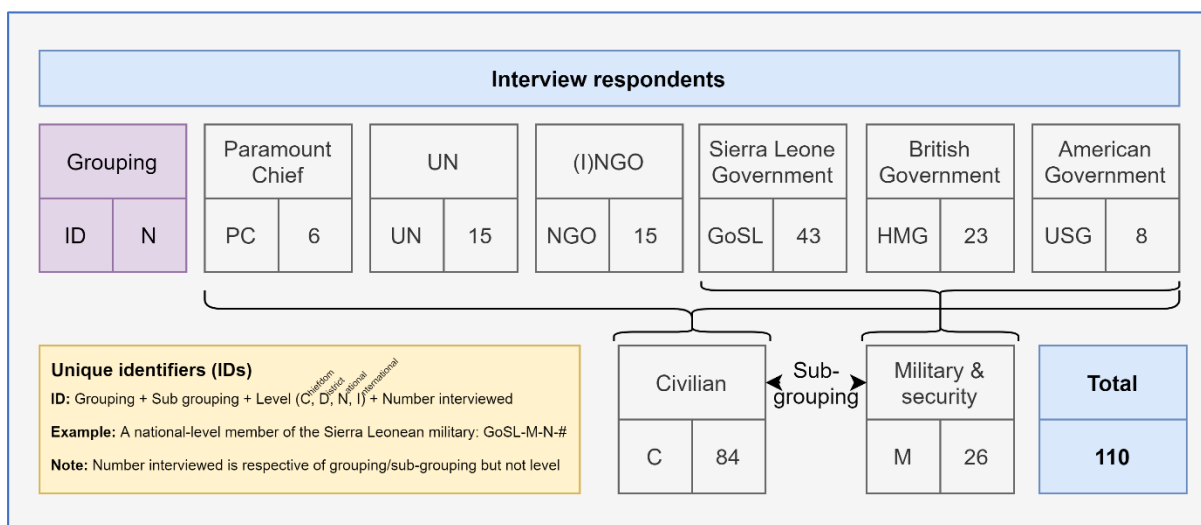 Interview respondents
Grouping
ID
N
Paramount
Chief
PC
6
UN
UN
15
(I)NGO
NGO
15
Sierra Leone
Government
GoSL
43
British
Government
HMG
23
American
Government
USG
8
Unique identifiers (IDs)
Chiefdom
District
National
International
ID: Grouping + Sub grouping + Level (C, D, N, I) + Number interviewed
Example: A national-level member of the Sierra Leonean military: GoSL-M-N-#
Note: Number interviewed is respective of grouping/sub-grouping but not level
Civilian
C
84
Sub-
grouping
Military &
security
M
26
Total
110